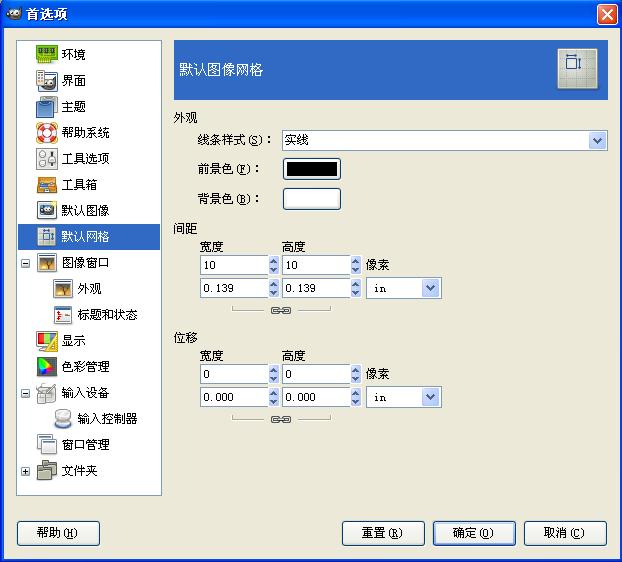 首选项
环境
界面
主题
帮助系统
工具选项
工具箱
默认图像
默认网格
图像窗口
外观
标题和状态
显示
色彩管理
输入设备
输入控制器
窗口管理
文件夹
默认图像网格
外观
线条样式(S)： 实线
前景色(F)：
背景色(B)：
间距
宽度 高度
10 10 像素
0.139 0.139 in
位移
宽度 高度
0 0 像素
0.000 0.000 in
帮助(H) 重置(R) 确定(O) 取消(C)